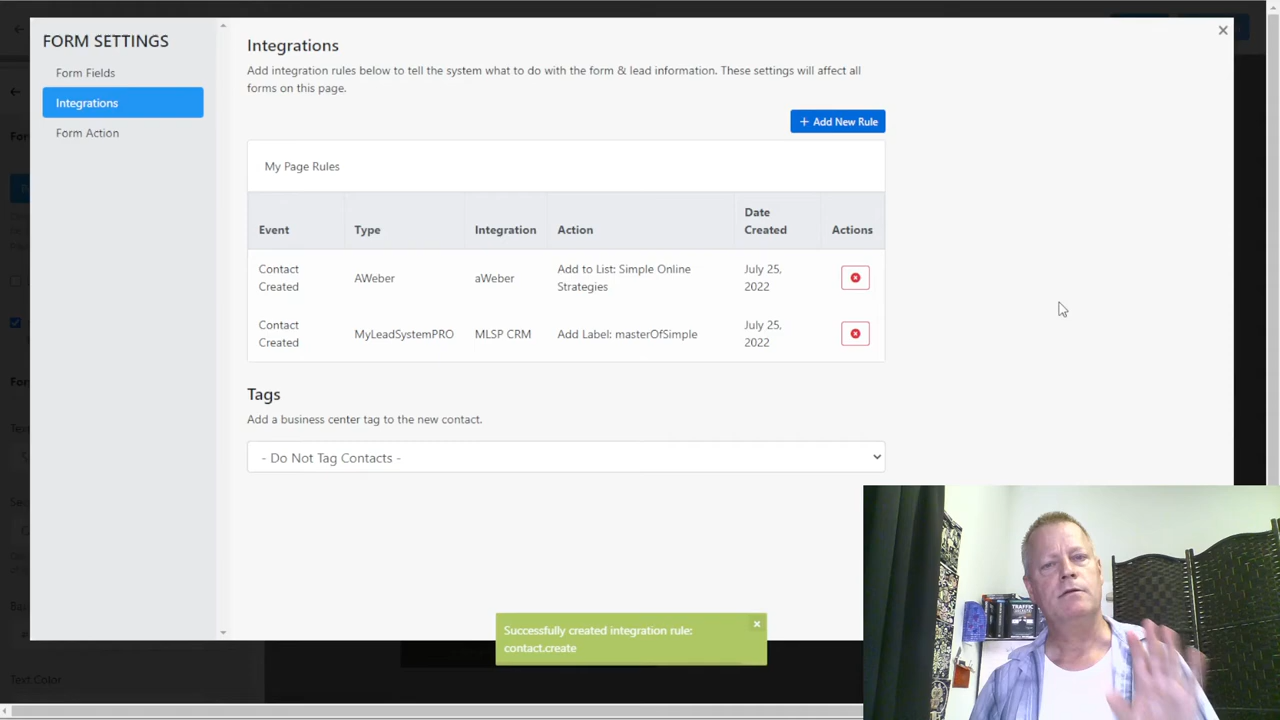 FORM SETTINGS
Form Fields
Integrations
Form Action
Integrations
Add integration rules below to tell the system what to do with the form & lead information. These settings will affect all
forms on this page.
+ Add New Rule
My Page Rules
Event Type Integration Action Date Created Actions
Contact Created AWeber aWeber Add to List: Simple Online Strategies July 25, 2022
Contact Created MyLeadSystemPRO MLSP CRM Add Label: masterOfSimple July 25, 2022
Tags
Add a business center tag to the new contact.
- Do Not Tag Contacts -
Successfully created integration rule:
contact.create
Text Color
TRAFFIC